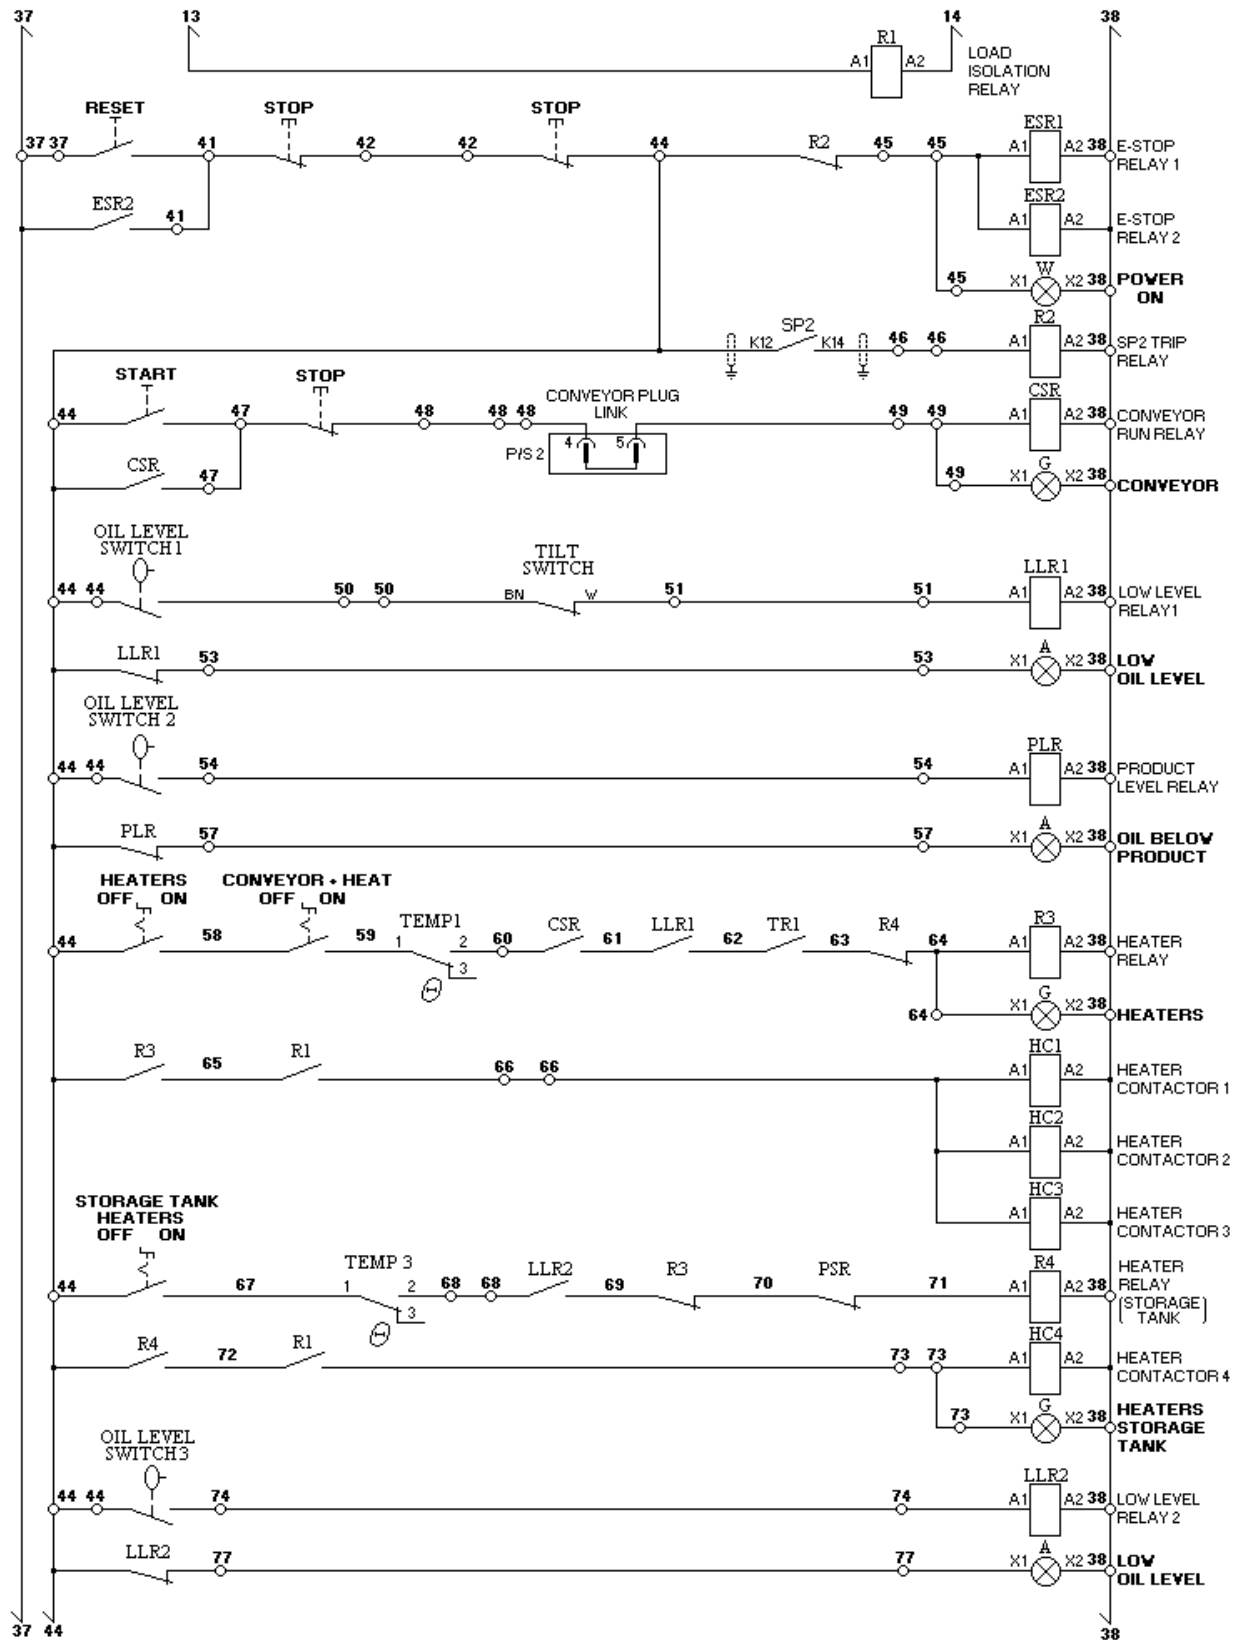 37 13 14 38
R1
A1 A2 LOAD
ISOLATION
RELAY
RESET STOP STOP
ESR1
37 37 41 42 42 44 R2 45 45 A1 A2 38 E-STOP
RELAY 1
ESR2
ESR2 41 A1 A2 E-STOP
RELAY 2
W
45 X1 X2 38 POWER
ON
R2
SP2
K12 K14 46 46 A1 A2 38 SP2 TRIP
RELAY
START STOP CONVEYOR PLUG
LINK
CSR
44 47 48 48 48 49 49 A1 A2 38 CONVEYOR
RUN RELAY
P/S 2 4 5
CSR 47 G
49 X1 X2 38 CONVEYOR
OIL LEVEL
SWITCH 1
TILT
SWITCH
LLR1
44 44 50 50 BN W 51 51 A1 A2 38 LOW LEVEL
RELAY1
LLR1 53 53 A
X1 X2 38 LOW
OIL LEVEL
OIL LEVEL
SWITCH 2
PLR
44 44 54 54 A1 A2 38 PRODUCT
LEVEL RELAY
PLR 57 57 A
X1 X2 38 OIL BELOW
PRODUCT
HEATERS
OFF ON
CONVEYOR + HEAT
OFF ON
R3
44 58 59 TEMP1 1 2 3 60 CSR 61 LLR1 62 TR1 63 R4 64 A1 A2 38 HEATER
RELAY
G
64 X1 X2 38 HEATERS
HC1
R3 65 R1 66 66 A1 A2 HEATER
CONTACTOR 1
HC2
A1 A2 HEATER
CONTACTOR 2
HC3
A1 A2 HEATER
CONTACTOR 3
STORAGE TANK
HEATERS
OFF ON
R4
44 67 TEMP 3 1 2 3 68 68 LLR2 69 R3 70 PSR 71 A1 A2 38 HEATER
RELAY
(STORAGE
TANK)
HC4
R4 72 R1 73 73 A1 A2 HEATER
CONTACTOR 4
G
73 X1 X2 38 HEATERS
STORAGE
TANK
OIL LEVEL
SWITCH 3
LLR2
44 44 74 74 A1 A2 38 LOW LEVEL
RELAY 2
LLR2 77 77 A
X1 X2 38 LOW
OIL LEVEL
37 44 38